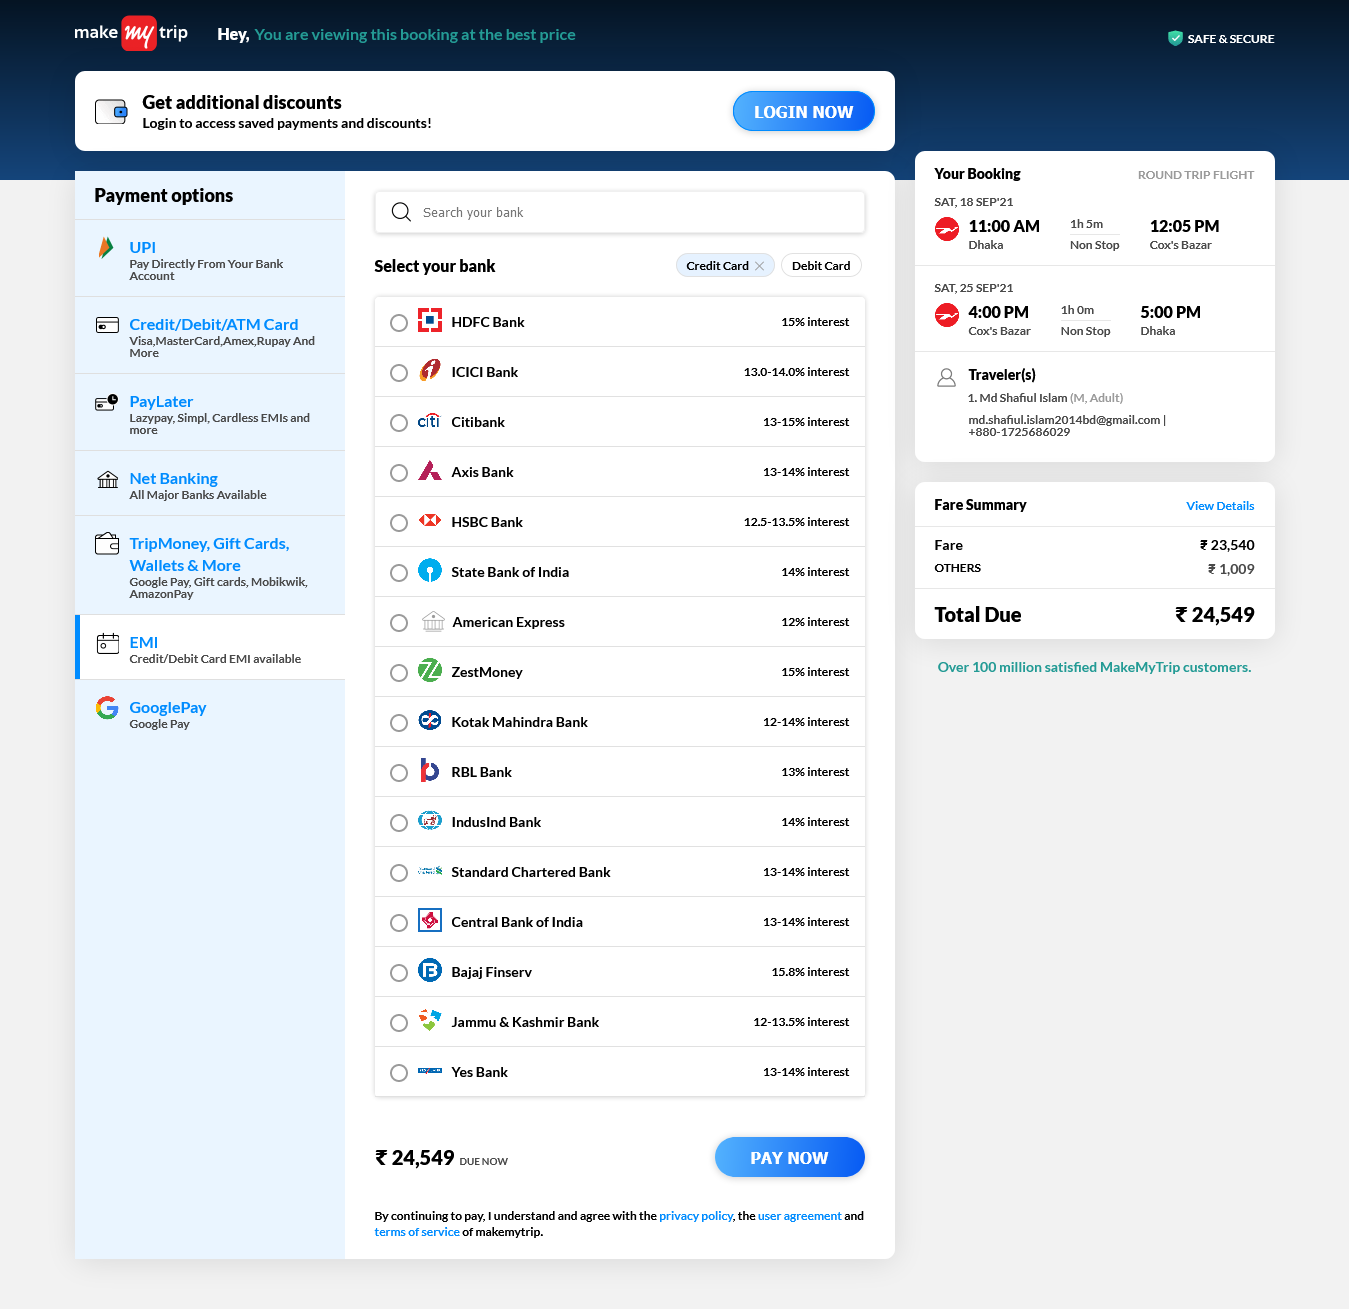 make my trip
Hey, You are viewing this booking at the best price
SAFE & SECURE
Get additional discounts
Login to access saved payments and discounts!
LOGIN NOW
Payment options
UPI
Pay Directly From Your Bank
Account
Credit/Debit/ATM Card
Visa,MasterCard,Amex,Rupay And
More
PayLater
Lazypay, Simpl, Cardless EMIs and
more
Net Banking
All Major Banks Available
TripMoney, Gift Cards,
Wallets & More
Google Pay, Gift cards, Mobikwik,
AmazonPay
EMI
Credit/Debit Card EMI available
GooglePay
Google Pay
Search your bank
Select your bank
Credit Card
Debit Card
HDFC Bank 15% interest
ICICI Bank 13.0-14.0% interest
citi Citibank 13-15% interest
Axis Bank 13-14% interest
HSBC Bank 12.5-13.5% interest
State Bank of India 14% interest
American Express 12% interest
ZestMoney 15% interest
Kotak Mahindra Bank 12-14% interest
RBL Bank 13% interest
IndusInd Bank 14% interest
Standard Chartered Bank 13-14% interest
Central Bank of India 13-14% interest
Bajaj Finserv 15.8% interest
Jammu & Kashmir Bank 12-13.5% interest
Yes Bank 13-14% interest
₹ 24,549 DUE NOW
PAY NOW
By continuing to pay, I understand and agree with the privacy policy, the user agreement and
terms of service of makemytrip.
Your Booking
ROUND TRIP FLIGHT
SAT, 18 SEP'21
11:00 AM 1h 5m 12:05 PM
Dhaka Non Stop Cox's Bazar
SAT, 25 SEP'21
4:00 PM 1h 0m 5:00 PM
Cox's Bazar Non Stop Dhaka
Traveler(s)
1. Md Shafiul Islam (M, Adult)
md.shafiul.islam2014bd@gmail.com |
+880-1725686029
Fare Summary View Details
Fare ₹ 23,540
OTHERS ₹ 1,009
Total Due ₹ 24,549
Over 100 million satisfied MakeMyTrip customers.